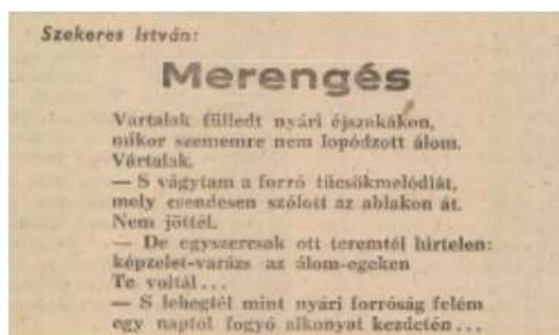 Szekeres István:
Merengés
Vártalak fülledt nyári éjszakákon,
mikor szememre nem lopódzott álom.
Vártalak.
— S vágytam a forró tücsökmelódiát,
mely csendesen szólott az ablakon át.
Nem jöttél.
— De egyszercsak ott teremtél hirtelen:
képzelet-varázs az álom-egeken
Te voltál...
— S lehegtél mint nyári forróság felém
egy naptól fogyó alkonyat kezdetén...